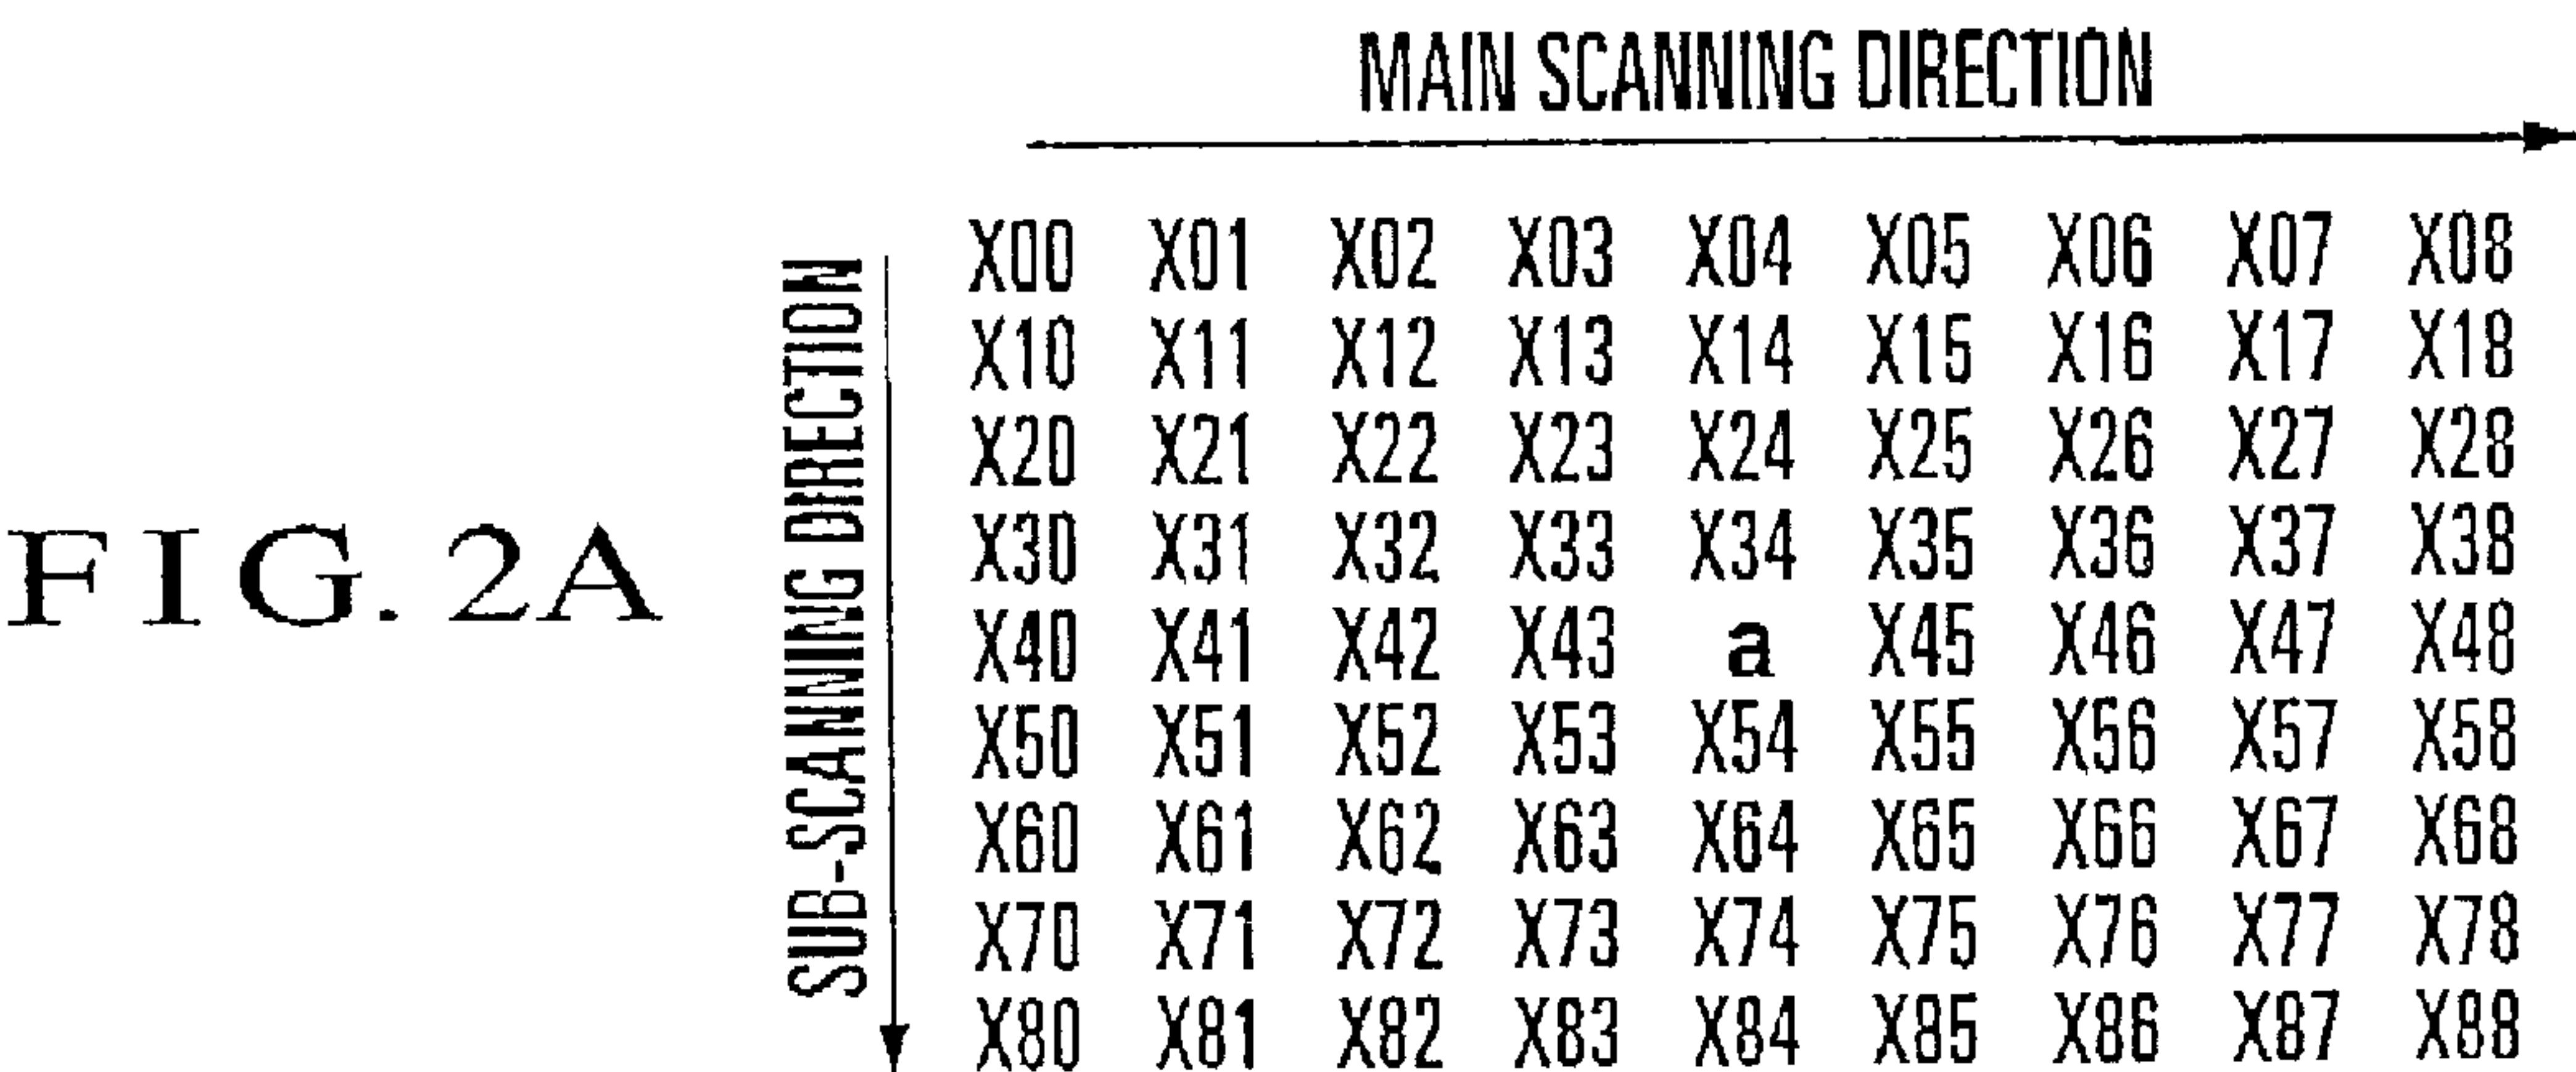 MAIN SCANNING DIRECTION
SUB-SCANNING DIRECTION
FIG. 2A
X00 X01 X02 X03 X04 X05 X06 X07 X08
X10 X11 X12 X13 X14 X15 X16 X17 X18
X20 X21 X22 X23 X24 X25 X26 X27 X28
X30 X31 X32 X33 X34 X35 X36 X37 X38
X40 X41 X42 X43 a X45 X46 X47 X48
X50 X51 X52 X53 X54 X55 X56 X57 X58
X60 X61 X62 X63 X64 X65 X66 X67 X68
X70 X71 X72 X73 X74 X75 X76 X77 X78
X80 X81 X82 X83 X84 X85 X86 X87 X88